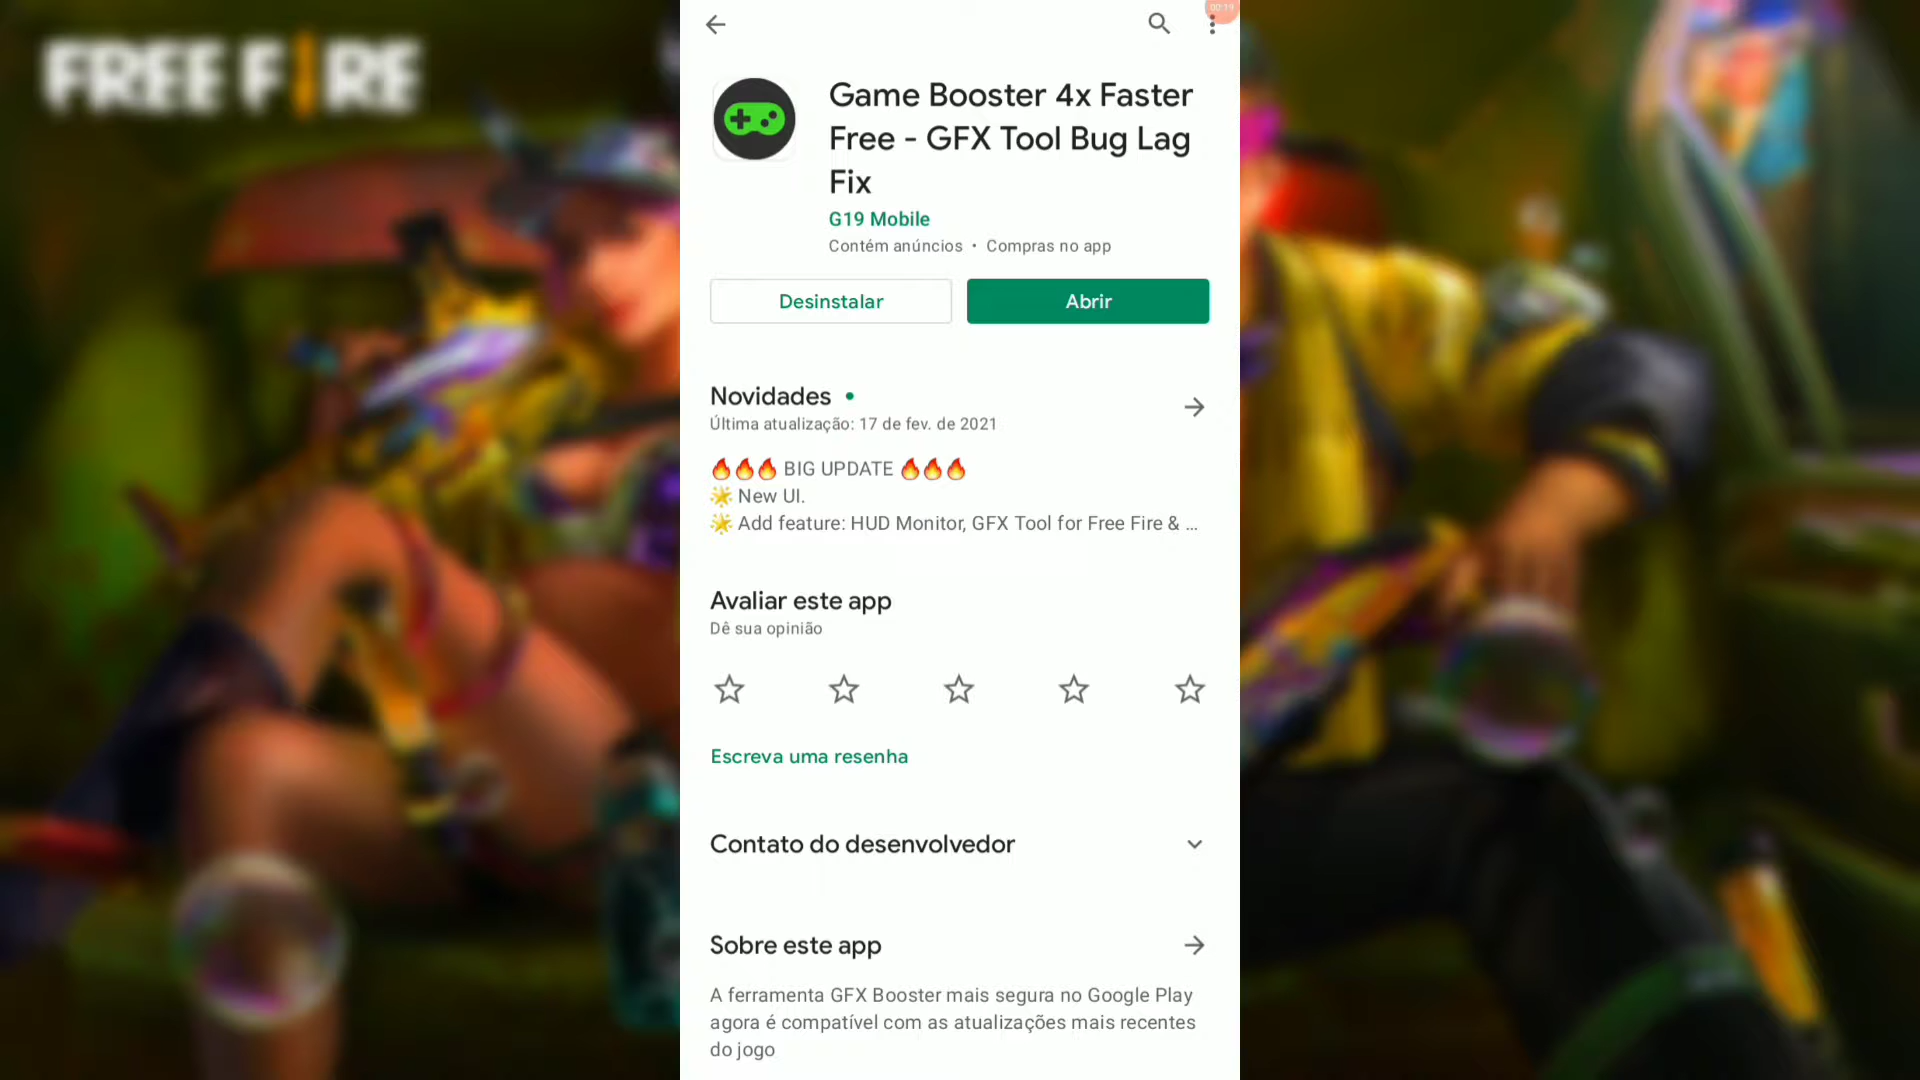 FREE FIRE
00:19
Game Booster 4x Faster
Free - GFX Tool Bug Lag
Fix
G19 Mobile
Contém anúncios • Compras no app
Desinstalar
Abrir
Novidades
Última atualização: 17 de fev. de 2021
🔥🔥🔥 BIG UPDATE 🔥🔥🔥
🌟 New UI.
🌟 Add feature: HUD Monitor, GFX Tool for Free Fire & ...
Avaliar este app
Dê sua opinião
Escreva uma resenha
Contato do desenvolvedor
Sobre este app
A ferramenta GFX Booster mais segura no Google Play
agora é compatível com as atualizações mais recentes
do jogo